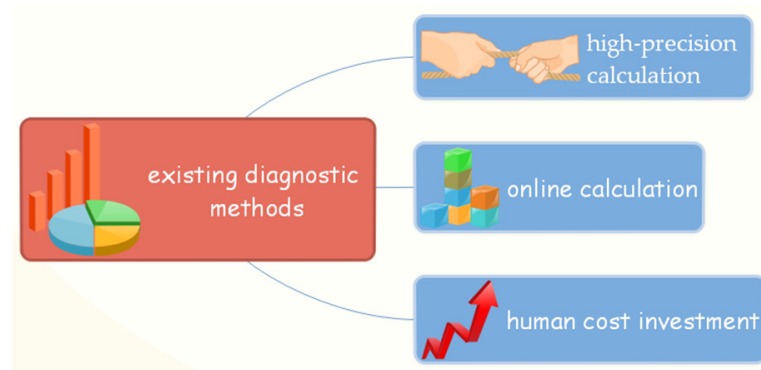 existing diagnostic
methods
high-precision
calculation
online calculation
human cost investment